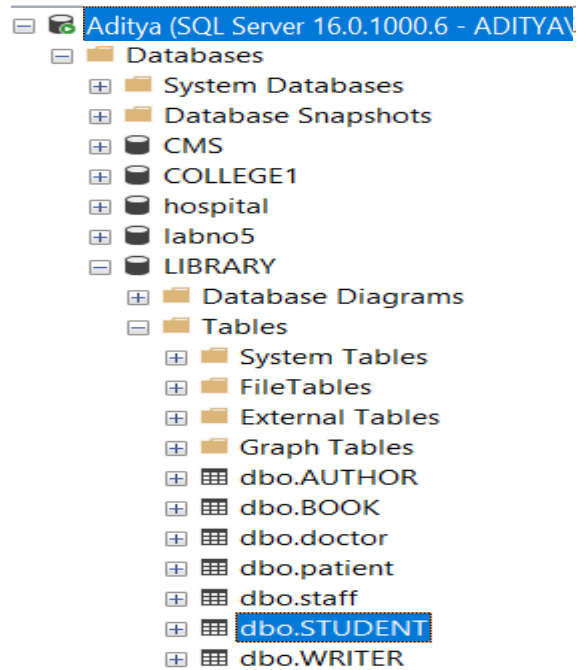 Aditya (SQL Server 16.0.1000.6 - ADITYA\
Databases
System Databases
Database Snapshots
CMS
COLLEGE1
hospital
labno5
LIBRARY
Database Diagrams
Tables
System Tables
FileTables
External Tables
Graph Tables
dbo.AUTHOR
dbo.BOOK
dbo.doctor
dbo.patient
dbo.staff
dbo.STUDENT
dbo.WRITER